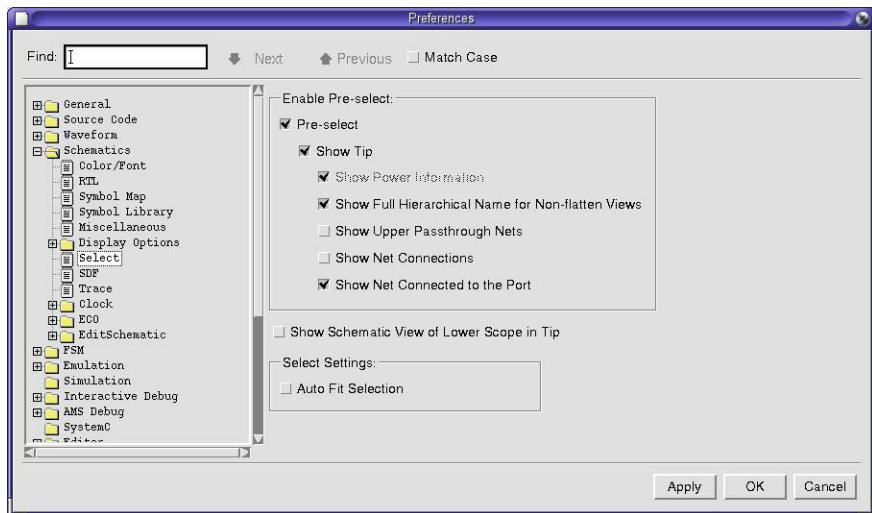 Preferences
Find:
Next
Previous
Match Case
General
Source Code
Waveform
Schematics
Color/Font
RTL
Symbol Map
Symbol Library
Miscellaneous
Display Options
Select
SDF
Trace
Clock
ECO
EditSchematic
FSM
Emulation
Simulation
Interactive Debug
AMS Debug
SystemC
Editor
Enable Pre-select:
Pre-select
Show Tip
Show Power Information
Show Full Hierarchical Name for Non-flatten Views
Show Upper Passthrough Nets
Show Net Connections
Show Net Connected to the Port
Show Schematic View of Lower Scope in Tip
Select Settings:
Auto Fit Selection
Apply
OK
Cancel